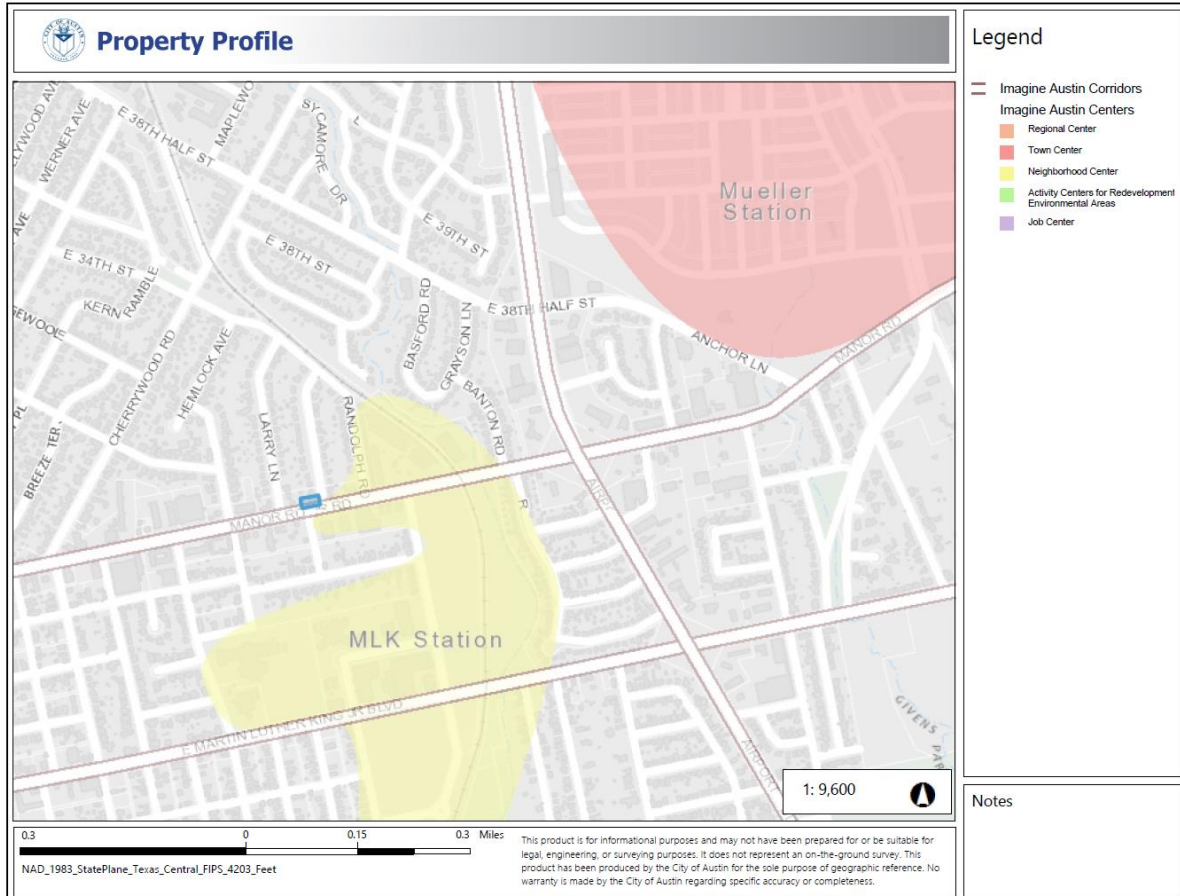 CITY OF AUSTIN
Property Profile
Legend
Imagine Austin Corridors
Imagine Austin Centers
Regional Center
Town Center
Neighborhood Center
Activity Centers for Redevelopment
Environmental Areas
Job Center
WERNER AVE
E 38TH HALF ST
SYCAMORE DR
E 39TH ST
E 38TH ST
E 34TH ST
KERN RAMBLE
CHERRYWOOD RD
HEMLOCK AVE
LARRY LN
RANDOLPH RD
BASFORD RD
GRAYSON LN
BANTON RD
E 38TH HALF ST
ANCHOR LN
MANOR RD
Mueller
Station
BREEZE TER
MANOR RD
RD
MLK Station
E MARTIN LUTHER KING JR BLVD
AIRPORT
GIVENS
1: 9,600
Notes
0.3 0 0.15 0.3 Miles
NAD_1983_StatePlane_Texas_Central_FIPS_4203_Feet
This product is for informational purposes and may not have been prepared for or be suitable for
legal, engineering, or surveying purposes. It does not represent an on-the-ground survey. This
product has been produced by the City of Austin for the sole purpose of geographic reference. No
warranty is made by the City of Austin regarding specific accuracy or completeness.